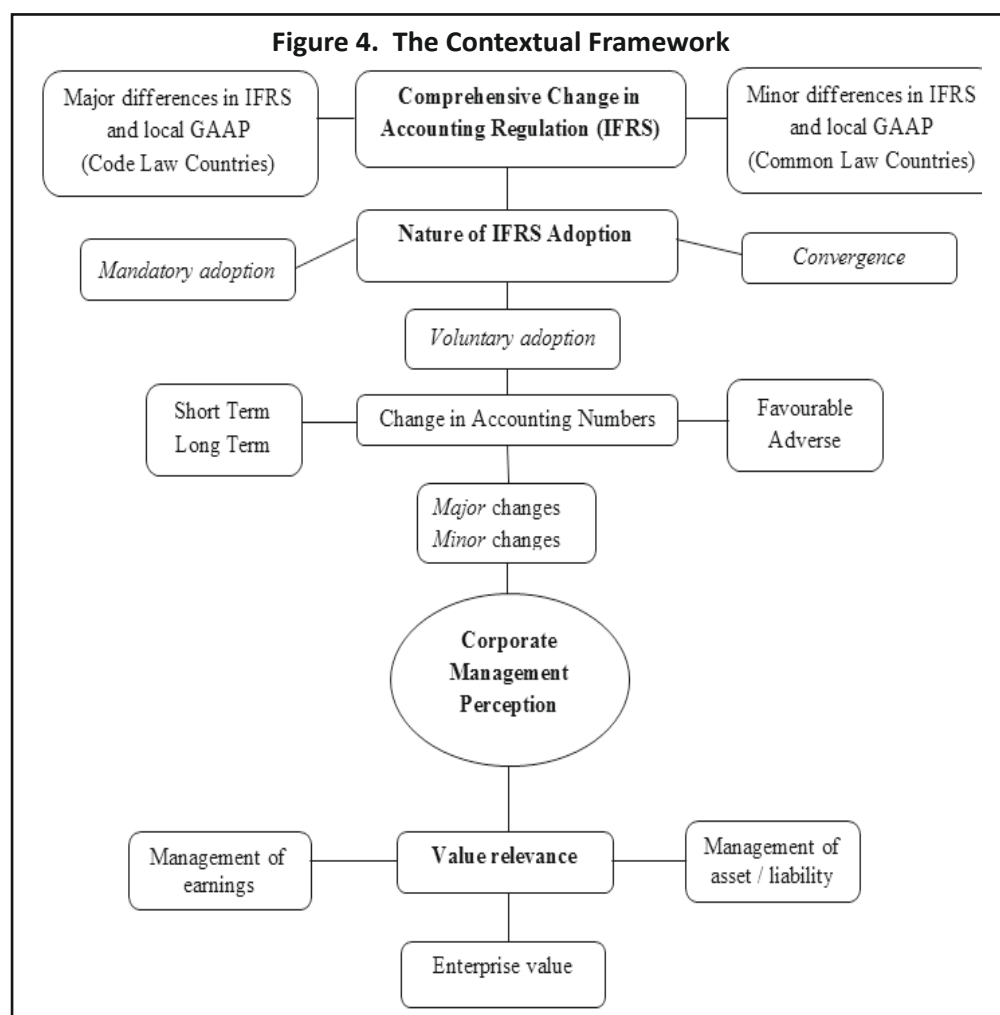 Figure 4. The Contextual Framework
Major differences in IFRS
and local GAAP
(Code Law Countries)
Comprehensive Change in
Accounting Regulation (IFRS)
Minor differences in IFRS
and local GAAP
(Common Law Countries)
Nature of IFRS Adoption
Mandatory adoption
Convergence
Voluntary adoption
Short Term
Long Term
Change in Accounting Numbers
Favourable
Adverse
Major changes
Minor changes
Corporate
Management
Perception
Management of
earnings
Value relevance
Management of
asset / liability
Enterprise value